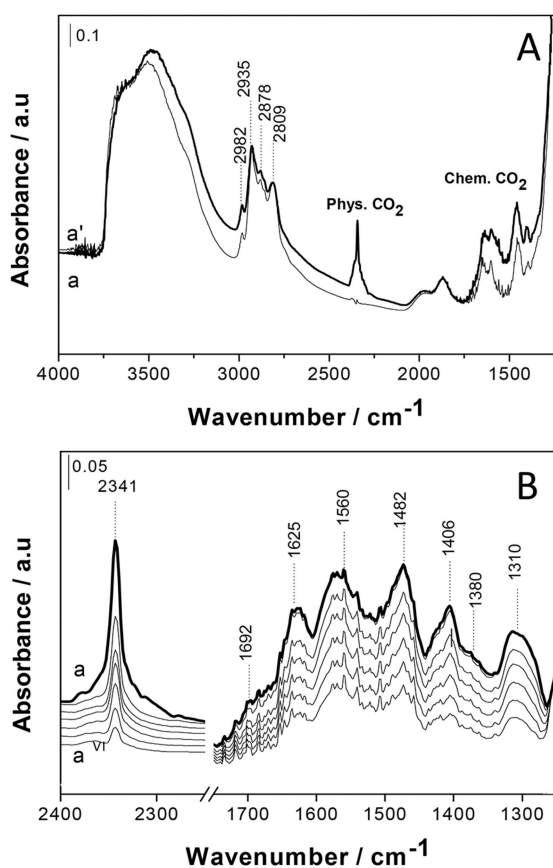 0.1
A
2982
2935
2878
2809
Phys. CO2
Chem. CO2
a'
a
Absorbance / a.u
4000 3500 3000 2500 2000 1500
Wavenumber / cm-1
0.05
B
2341
1692
1625
1560
1482
1406
1380
1310
a
a VI
Absorbance / a.u
2400 2300 1700 1600 1500 1400 1300
Wavenumber / cm-1